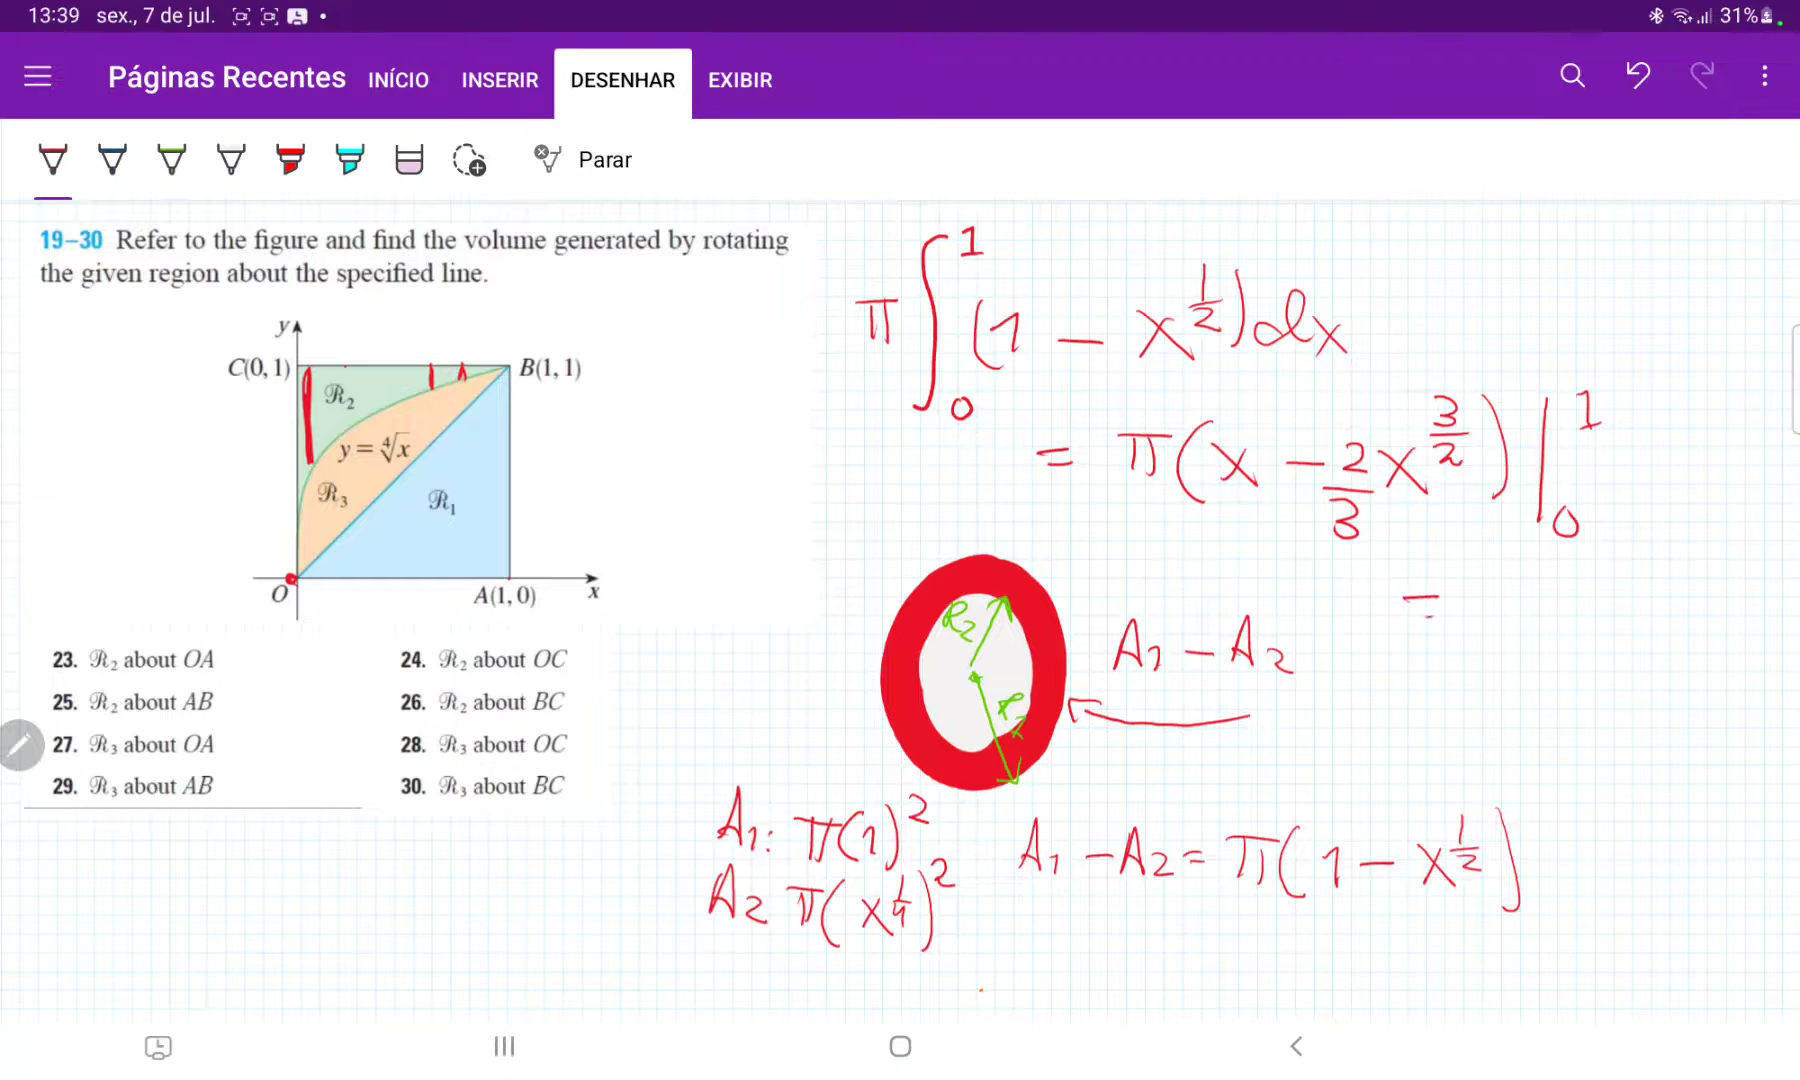 13:39 sex., 7 de jul. 31%
Páginas Recentes INÍCIO INSERIR DESENHAR EXIBIR
Parar
19–30 Refer to the figure and find the volume generated by rotating
the given region about the specified line.
y
C(0, 1) B(1, 1)
ℛ₂
y = ∜x
ℛ₃ ℛ₁
O A(1, 0) x
23. ℛ₂ about OA 24. ℛ₂ about OC
25. ℛ₂ about AB 26. ℛ₂ about BC
27. ℛ₃ about OA 28. ℛ₃ about OC
29. ℛ₃ about AB 30. ℛ₃ about BC
π ∫₀¹ (1 − x^{1/2}) dx
= π(x − 2/3 x^{3/2}) |₀¹
=
R₂
R₁
A₁ − A₂
A₁: π(1)²
A₂ π(x^{1/4})²
A₁ − A₂ = π(1 − x^{1/2})